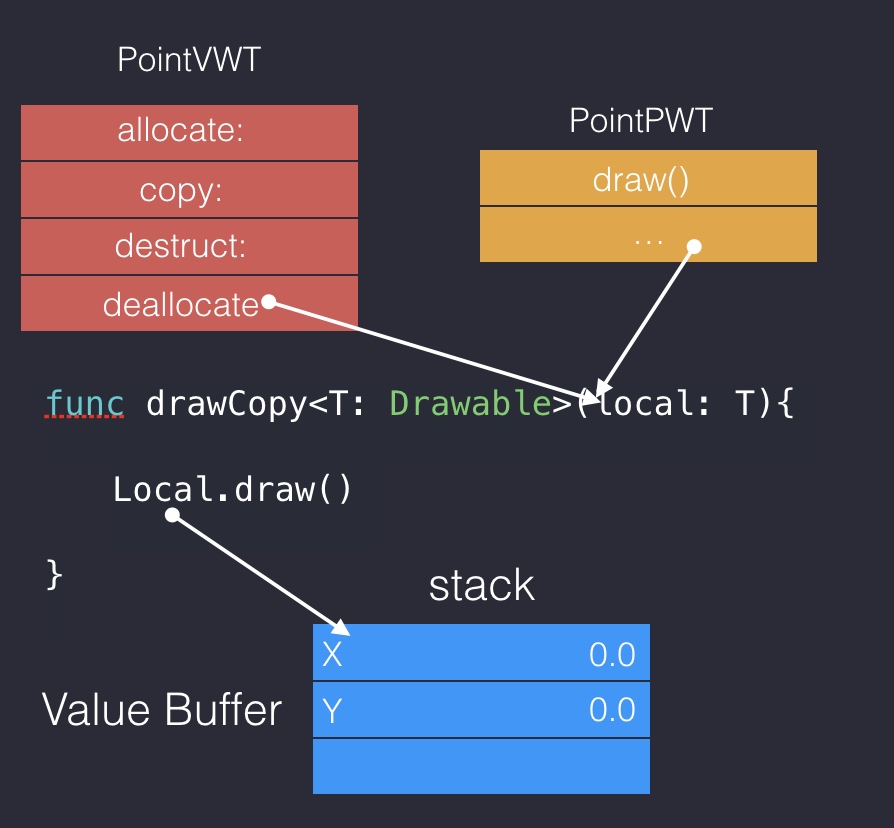 PointVWT
allocate:
copy:
destruct:
deallocate
PointPWT
draw()
...
func drawCopy<T: Drawable>(local: T){
Local.draw()
}
stack
Value Buffer
X 0.0
Y 0.0